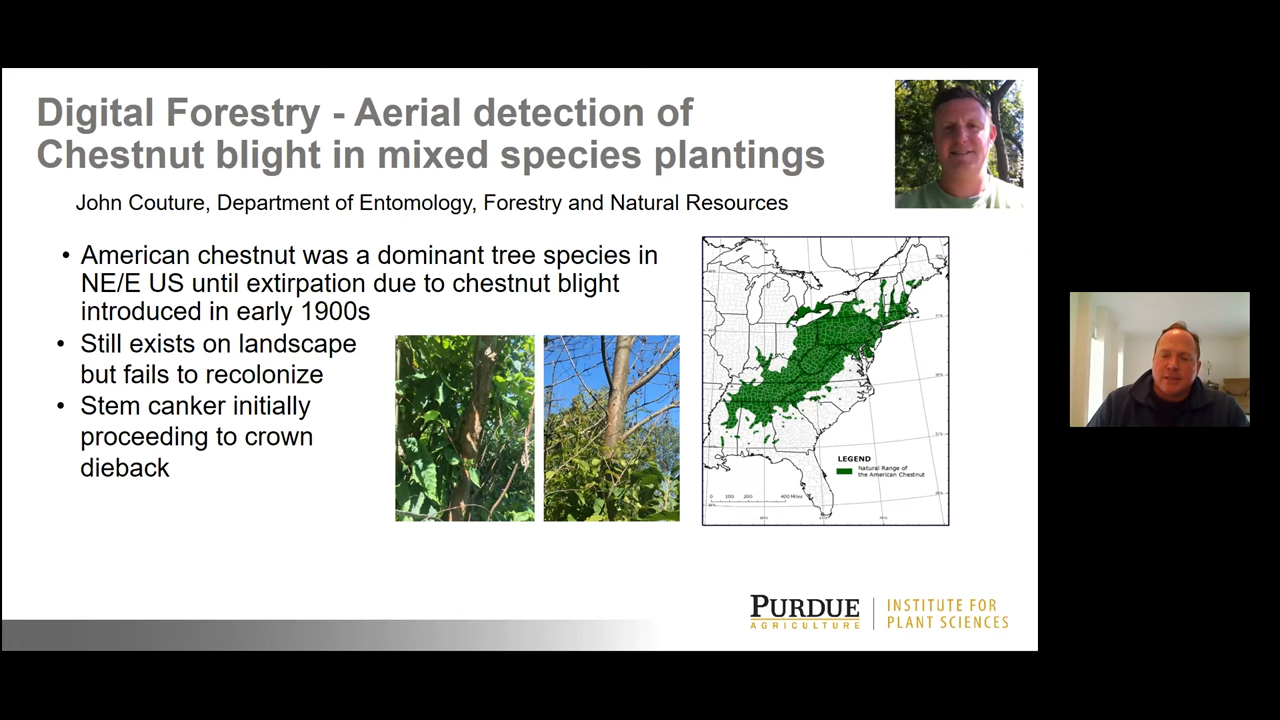 Digital Forestry - Aerial detection of
Chestnut blight in mixed species plantings
John Couture, Department of Entomology, Forestry and Natural Resources
• American chestnut was a dominant tree species in
NE/E US until extirpation due to chestnut blight
introduced in early 1900s
• Still exists on landscape
but fails to recolonize
• Stem canker initially
proceeding to crown
dieback
LEGEND
Natural Range of
the American Chestnut
0 100 200 400 Miles
PURDUE
AGRICULTURE
INSTITUTE FOR
PLANT SCIENCES